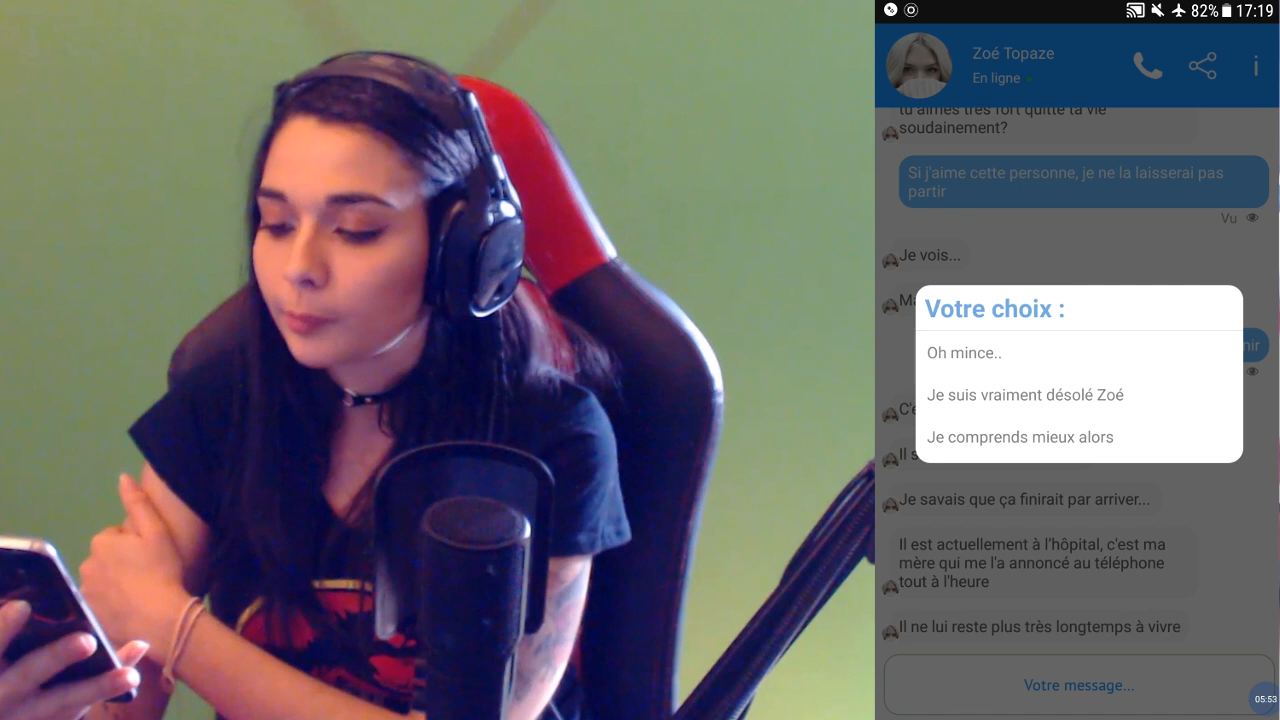 82% 17:19
Zoé Topaze
En ligne
tu aimes très fort quitte ta vie
soudainement?
Si j'aime cette personne, je ne la laisserai pas
partir
Vu
Je vois...
Votre choix :
Oh mince..
Je suis vraiment désolé Zoé
Je comprends mieux alors
Je savais que ça finirait par arriver...
Il est actuellement à l'hôpital, c'est ma
mère qui me l'a annoncé au téléphone
tout à l'heure
Il ne lui reste plus très longtemps à vivre
Votre message...
05:53